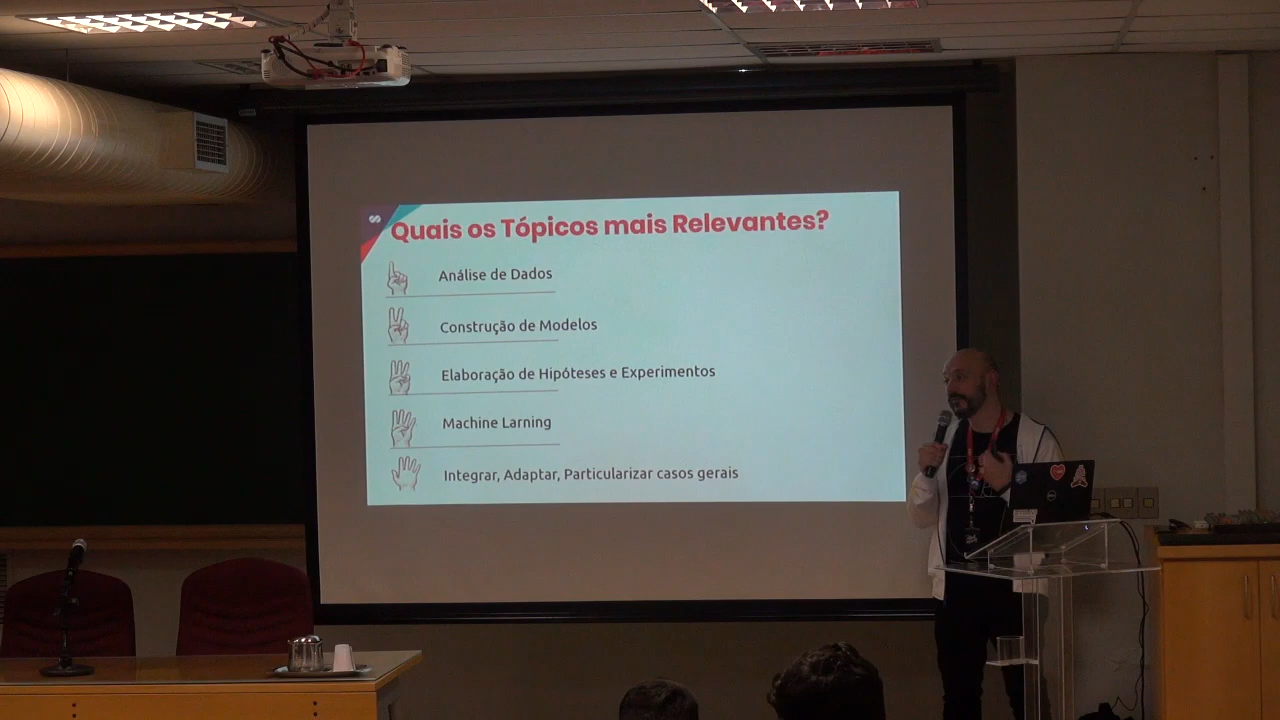 Quais os Tópicos mais Relevantes?
Análise de Dados
Construção de Modelos
Elaboração de Hipóteses e Experimentos
Machine Larning
Integrar, Adaptar, Particularizar casos gerais